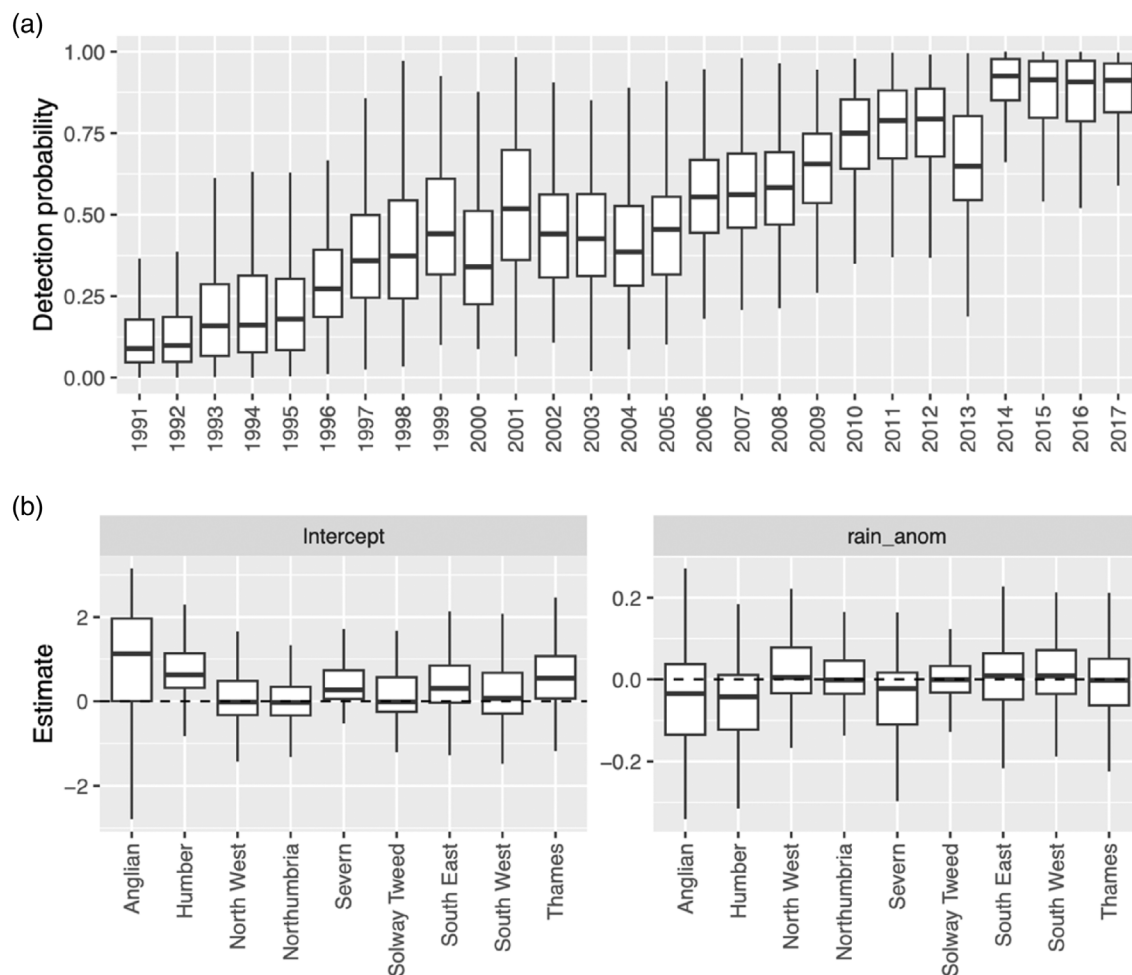 (a)
Detection probability
1.00
0.75
0.50
0.25
0.00
1991
1992
1993
1994
1995
1996
1997
1998
1999
2000
2001
2002
2003
2004
2005
2006
2007
2008
2009
2010
2011
2012
2013
2014
2015
2016
2017
(b)
Intercept
Estimate
2
0
−2
Anglian
Humber
North West
Northumbria
Severn
Solway Tweed
South East
South West
Thames
rain_anom
0.2
0.0
−0.2
Anglian
Humber
North West
Northumbria
Severn
Solway Tweed
South East
South West
Thames